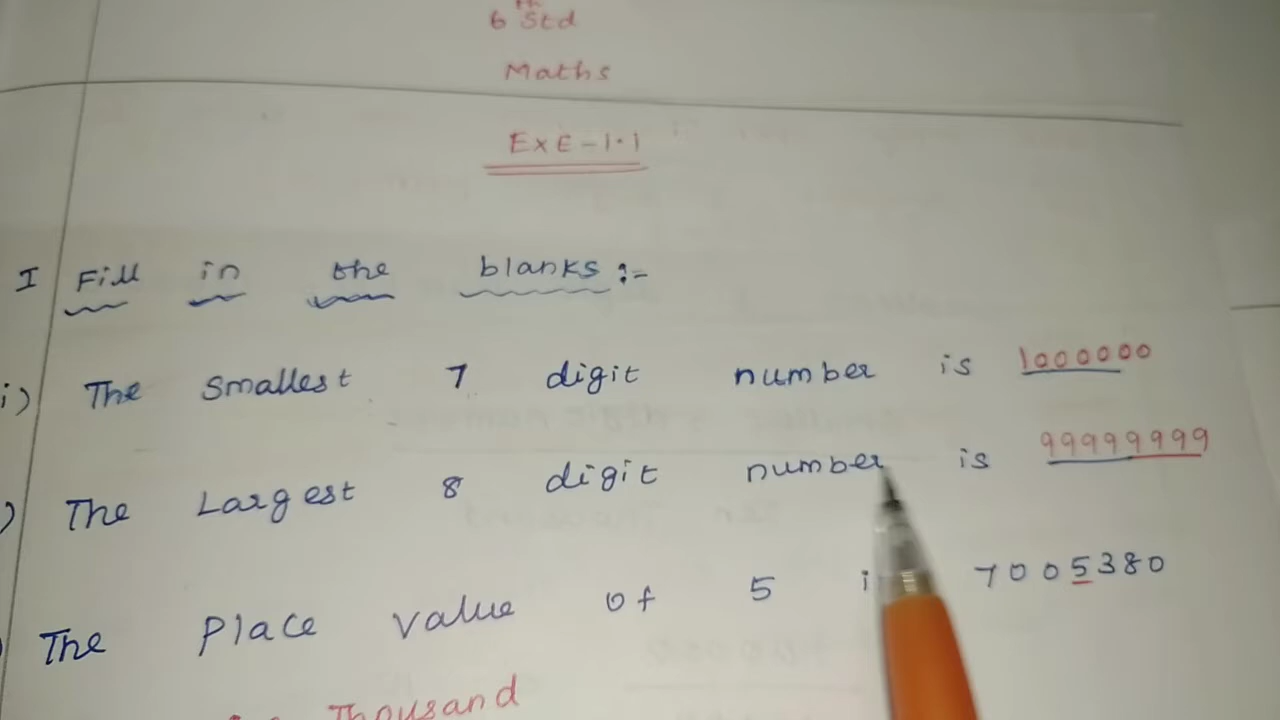 6th Std
Maths
EXE-1.1
I Fill in the blanks :-
i) The Smallest 7 digit number is 1000000
) The Largest 8 digit number is 99999999
The Place value of 5 i 7005380
Thousand